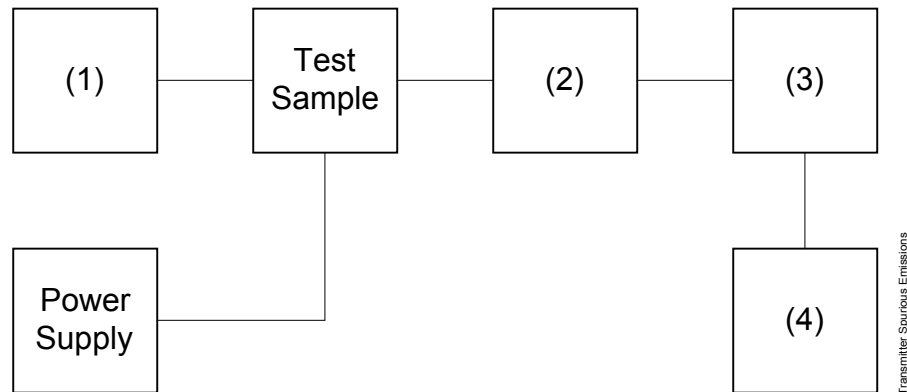 (1)
Test
Sample
(2)
(3)
Power
Supply
(4)
Transmitter Spurious Emissions